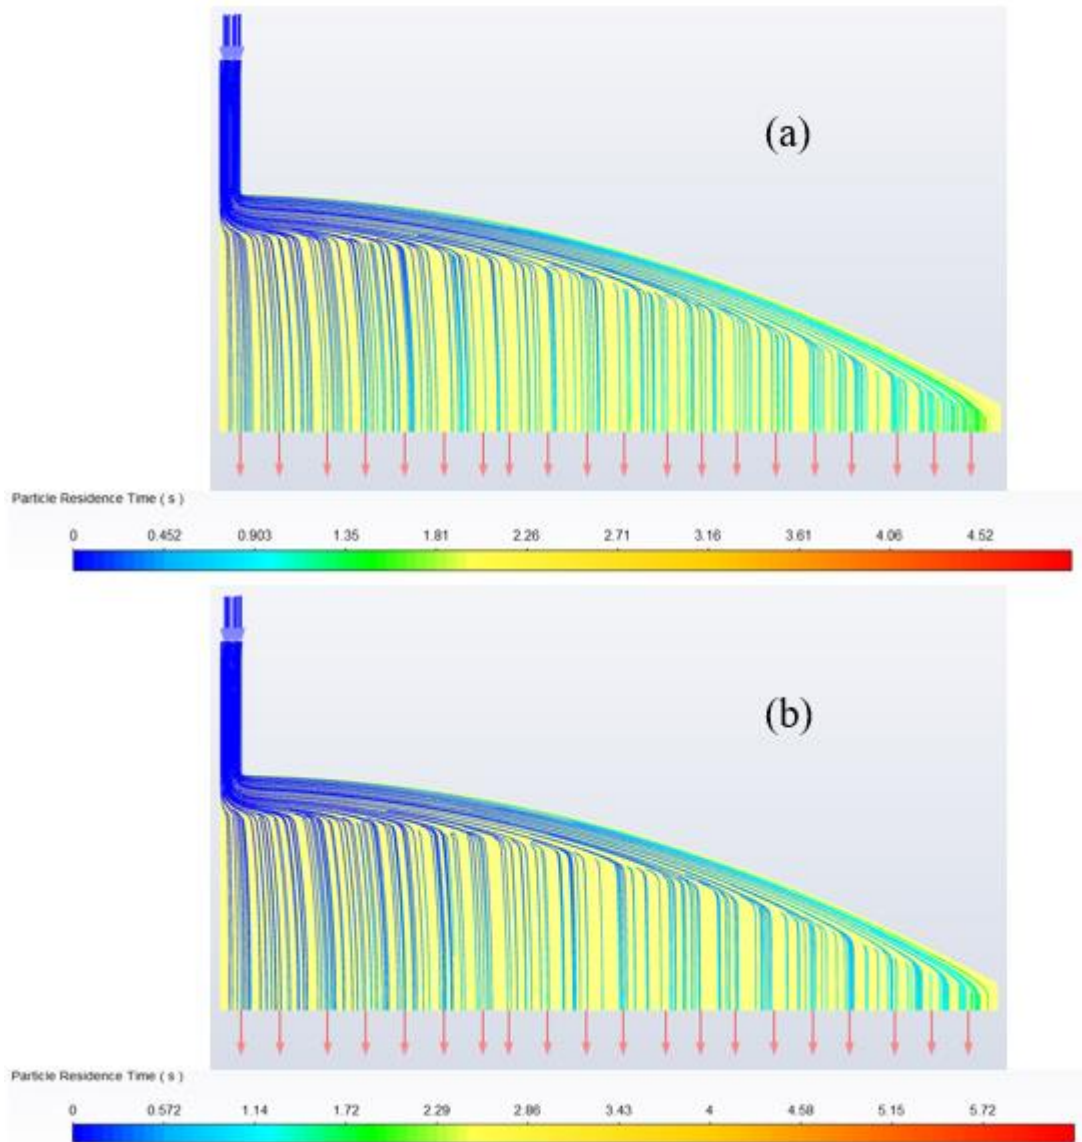 (a)
Particle Residence Time ( s )
0 0.452 0.903 1.35 1.81 2.26 2.71 3.16 3.61 4.06 4.52
(b)
Particle Residence Time ( s )
0 0.572 1.14 1.72 2.29 2.86 3.43 4 4.58 5.15 5.72